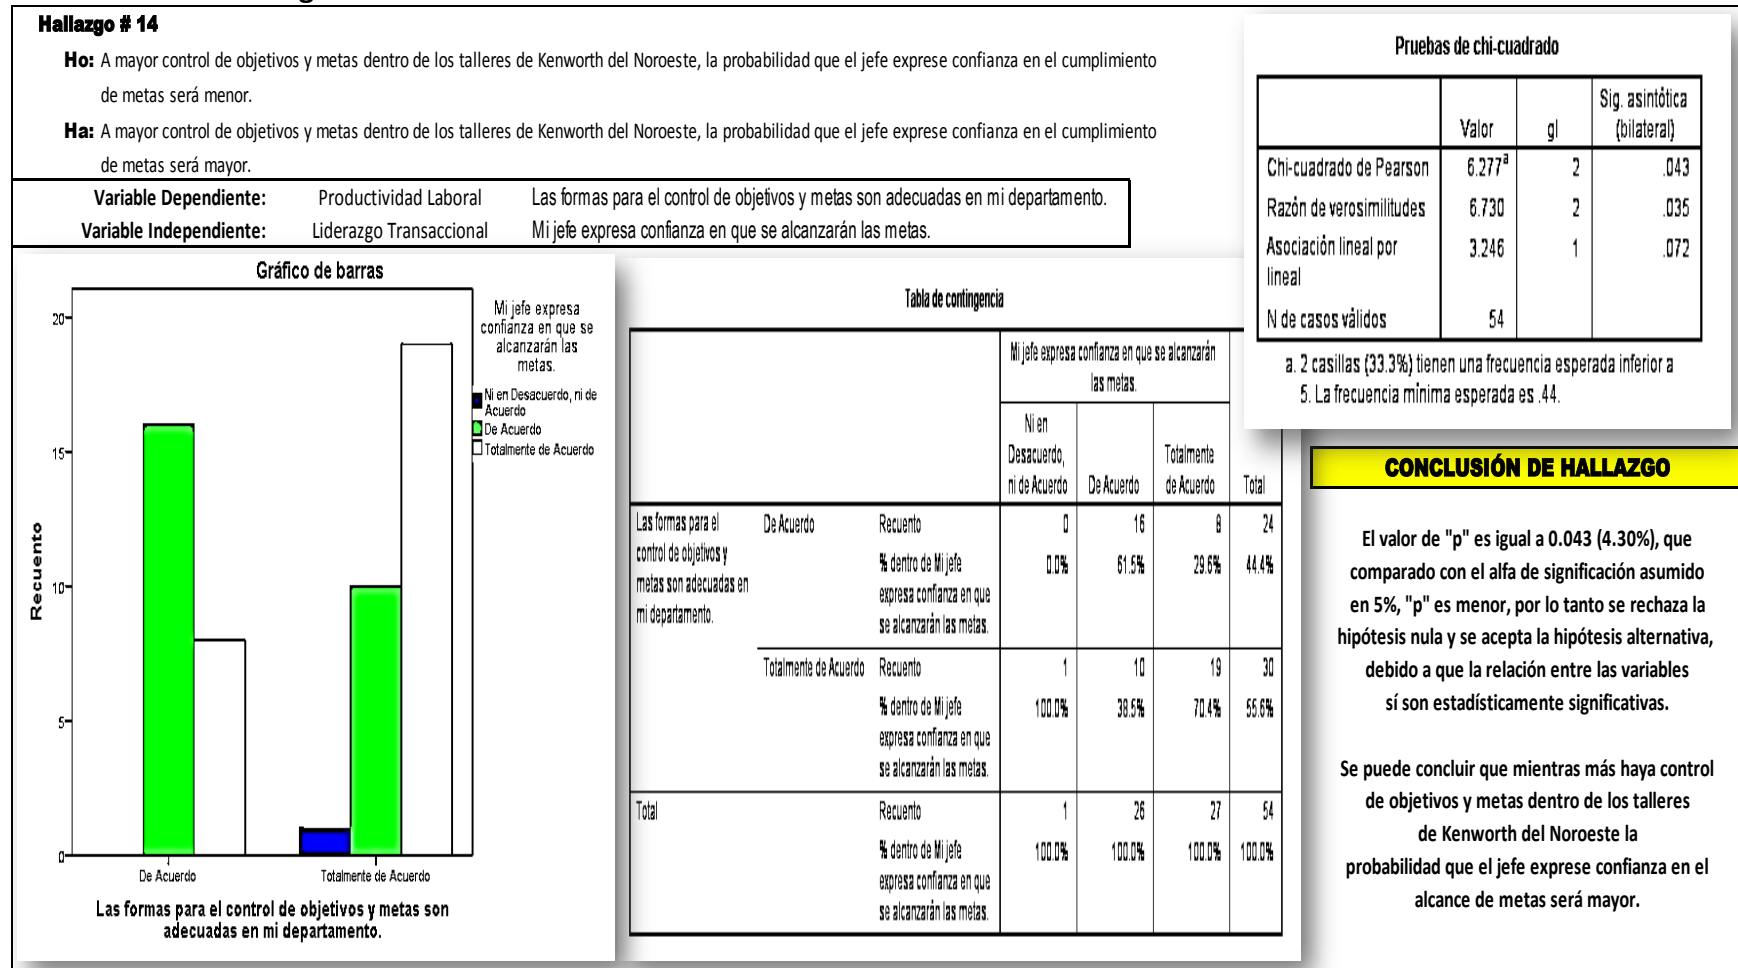 Hallazgo # 14
Ho: A mayor control de objetivos y metas dentro de los talleres de Kenworth del Noroeste, la probabilidad que el jefe exprese confianza en el cumplimiento
de metas será menor.
Ha: A mayor control de objetivos y metas dentro de los talleres de Kenworth del Noroeste, la probabilidad que el jefe exprese confianza en el cumplimiento
de metas será mayor.
Variable Dependiente: Productividad Laboral Las formas para el control de objetivos y metas son adecuadas en mi departamento.
Variable Independiente: Liderazgo Transaccional Mi jefe expresa confianza en que se alcanzarán las metas.
Pruebas de chi-cuadrado
Sig. asintótica
Valor gl (bilateral)
Chi-cuadrado de Pearson 6.277a 2 .043
Razón de verosimilitudes 6.730 2 .035
Asociación lineal por 3.246 1 .072
lineal
N de casos válidos 54
a. 2 casillas (33.3%) tienen una frecuencia esperada inferior a
5. La frecuencia mínima esperada es .44.
Gráfico de barras
Mi jefe expresa
confianza en que se
alcanzarán las
metas.
Ni en Desacuerdo, ni de
Acuerdo
De Acuerdo
Totalmente de Acuerdo
Recuento
20
15
10
5
0
De Acuerdo Totalmente de Acuerdo
Las formas para el control de objetivos y metas son
adecuadas en mi departamento.
Tabla de contingencia
Mi jefe expresa confianza en que se alcanzarán
las metas.
Ni en
Desacuerdo, Totalmente
ni de Acuerdo De Acuerdo de Acuerdo Total
Las formas para el De Acuerdo Recuento 0 16 8 24
control de objetivos y % dentro de Mi jefe 0.0% 61.5% 29.6% 44.4%
metas son adecuadas en expresa confianza en que
mi departamento. se alcanzarán las metas.
Totalmente de Acuerdo Recuento 1 10 19 30
% dentro de Mi jefe 100.0% 38.5% 70.4% 55.6%
expresa confianza en que
se alcanzarán las metas.
Total Recuento 1 26 27 54
% dentro de Mi jefe 100.0% 100.0% 100.0% 100.0%
expresa confianza en que
se alcanzarán las metas.
CONCLUSIÓN DE HALLAZGO
El valor de "p" es igual a 0.043 (4.30%), que
comparado con el alfa de significación asumido
en 5%, "p" es menor, por lo tanto se rechaza la
hipótesis nula y se acepta la hipótesis alternativa,
debido a que la relación entre las variables
sí son estadísticamente significativas.
Se puede concluir que mientras más haya control
de objetivos y metas dentro de los talleres
de Kenworth del Noroeste la
probabilidad que el jefe exprese confianza en el
alcance de metas será mayor.